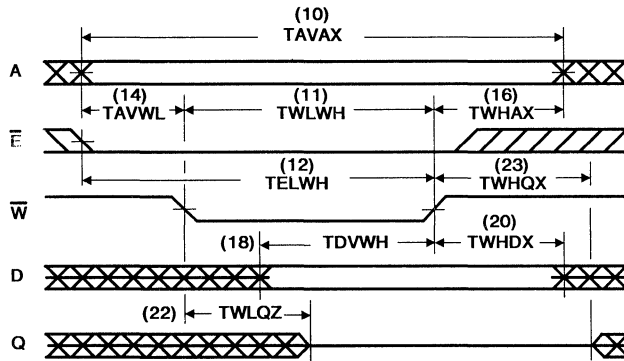 (10)
TAVAX
A
(14) (11) (16)
TAVWL TWLWH TWHAX
E
(12) (23)
TELWH TWHQX
W
(20)
(18) TDVWH TWHDX
D
(22) TWLQZ
Q